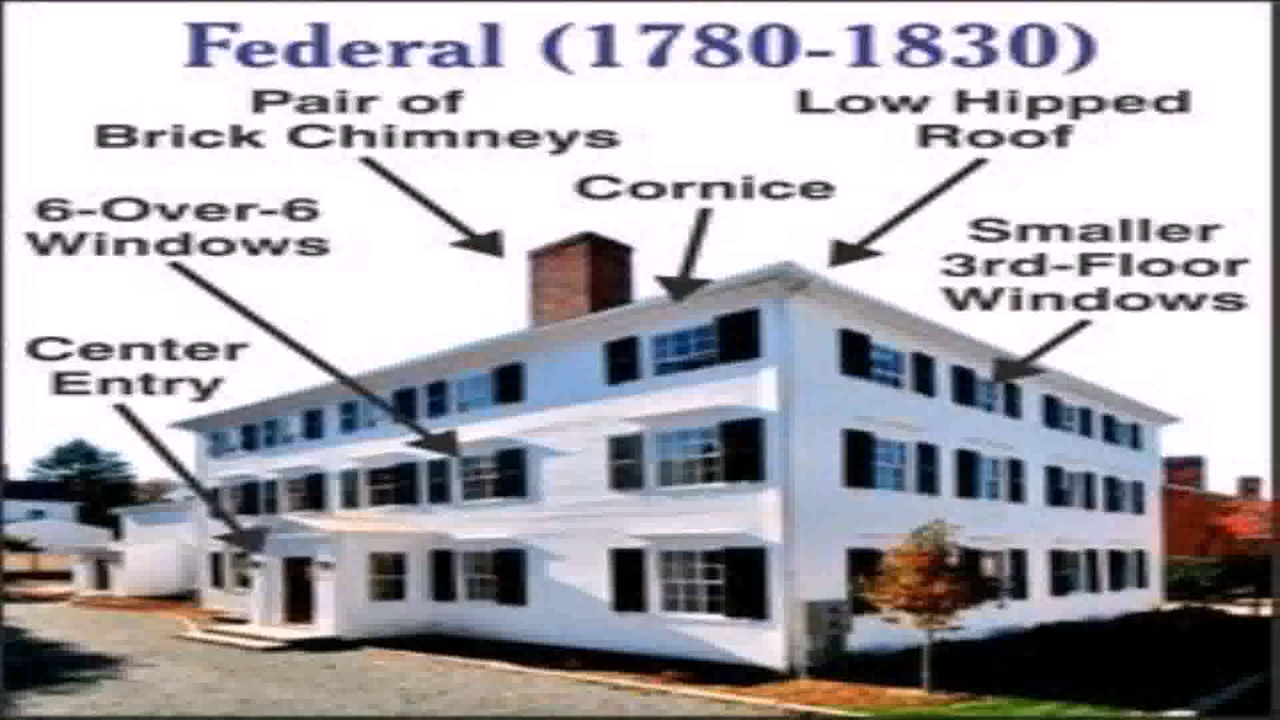 Federal (1780-1830)
Pair of
Brick Chimneys
Low Hipped
Roof
Cornice
6-Over-6
Windows
Smaller
3rd-Floor
Windows
Center
Entry